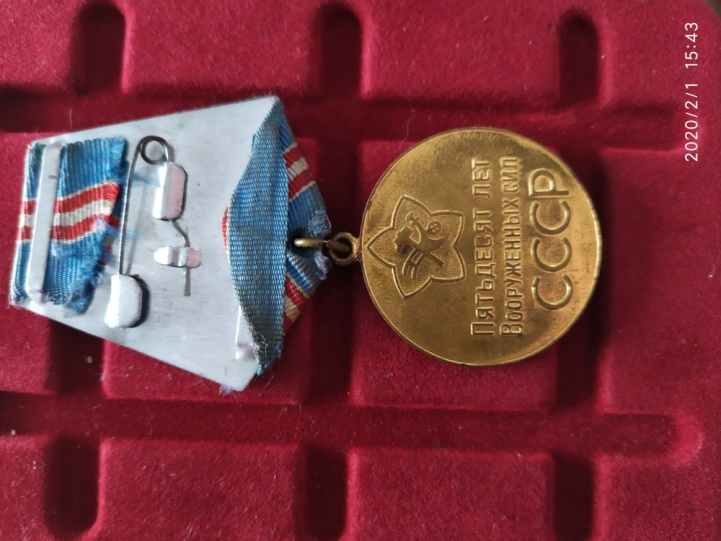 ПЯТЬДЕСЯТ ЛЕТ
ВООРУЖЕННЫХ СИЛ
СССР
2020/2/1 15:43